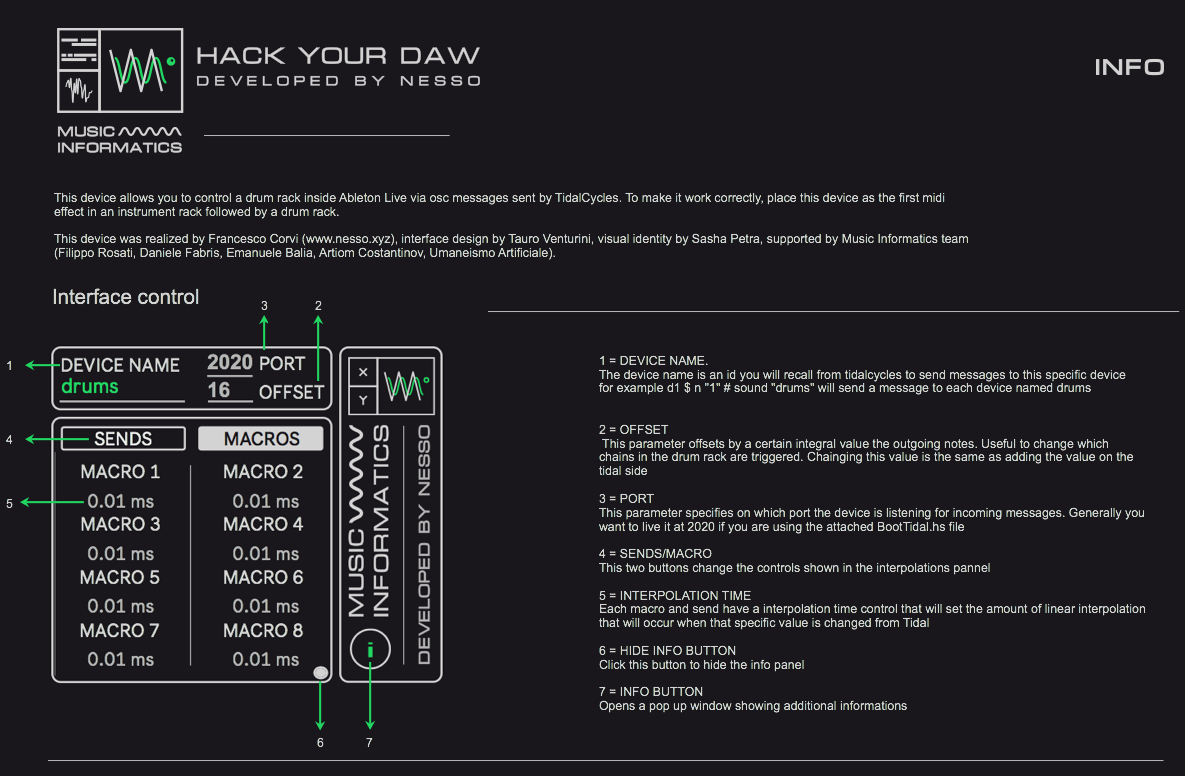 HACK YOUR DAW
DEVELOPED BY NESSO
INFO
MUSIC
INFORMATICS
This device allows you to control a drum rack inside Ableton Live via osc messages sent by TidalCycles. To make it work correctly, place this device as the first midi
effect in an instrument rack followed by a drum rack.
This device was realized by Francesco Corvi (www.nesso.xyz), interface design by Tauro Venturini, visual identity by Sasha Petra, supported by Music Informatics team
(Filippo Rosati, Daniele Fabris, Emanuele Balia, Artiom Costantinov, Umaneismo Artificiale).
Interface control
3
2
1
DEVICE NAME
2020 PORT
drums
16 OFFSET
4
SENDS
MACROS
MACRO 1
MACRO 2
5
0.01 ms
0.01 ms
MACRO 3
MACRO 4
0.01 ms
0.01 ms
MACRO 5
MACRO 6
0.01 ms
0.01 ms
MACRO 7
MACRO 8
0.01 ms
0.01 ms
X
Y
MUSIC
INFORMATICS
DEVELOPED BY NESSO
i
6
7
1 = DEVICE NAME.
The device name is an id you will recall from tidalcycles to send messages to this specific device
for example d1 $ n "1" # sound "drums" will send a message to each device named drums
2 = OFFSET
This parameter offsets by a certain integral value the outgoing notes. Useful to change which
chains in the drum rack are triggered. Chainging this value is the same as adding the value on the
tidal side
3 = PORT
This parameter specifies on which port the device is listening for incoming messages. Generally you
want to live it at 2020 if you are using the attached BootTidal.hs file
4 = SENDS/MACRO
This two buttons change the controls shown in the interpolations pannel
5 = INTERPOLATION TIME
Each macro and send have a interpolation time control that will set the amount of linear interpolation
that will occur when that specific value is changed from Tidal
6 = HIDE INFO BUTTON
Click this button to hide the info panel
7 = INFO BUTTON
Opens a pop up window showing additional informations